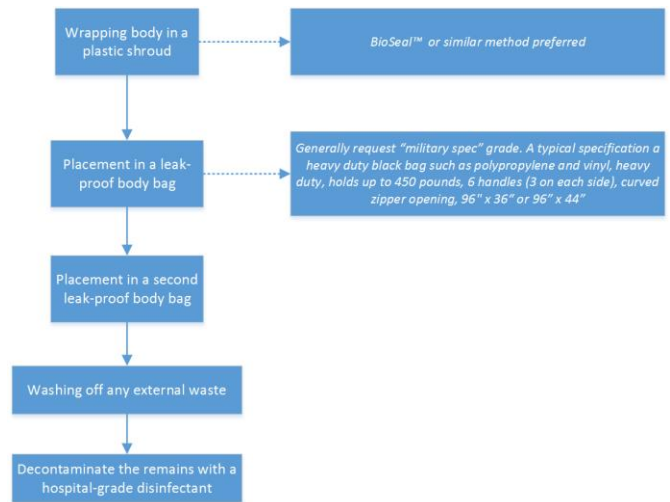 Wrapping body in a
plastic shroud
BioSeal™ or similar method preferred
Placement in a leak-
proof body bag
Generally request "military spec" grade. A typical specification a
heavy duty black bag such as polypropylene and vinyl, heavy
duty, holds up to 450 pounds, 6 handles (3 on each side), curved
zipper opening, 96" x 36" or 96" x 44"
Placement in a second
leak-proof body bag
Washing off any external waste
Decontaminate the remains with a
hospital-grade disinfectant